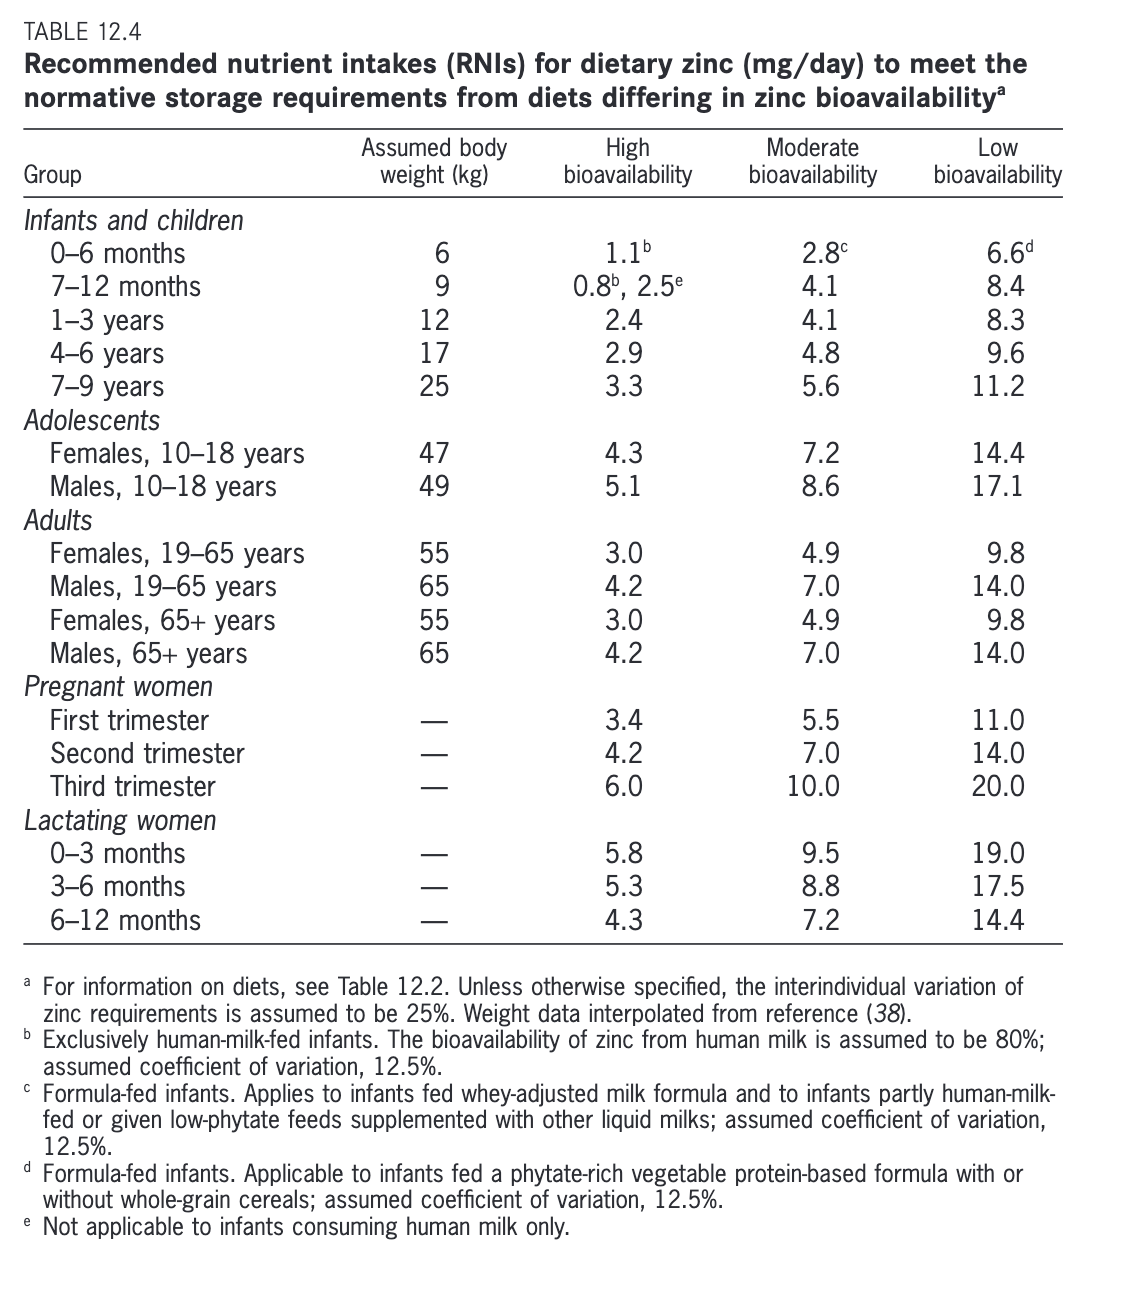 TABLE 12.4
Recommended nutrient intakes (RNIs) for dietary zinc (mg/day) to meet the
normative storage requirements from diets differing in zinc bioavailabilityᵃ
Assumed body High Moderate Low
Group weight (kg) bioavailability bioavailability bioavailability
Infants and children
0–6 months 6 1.1ᵇ 2.8ᶜ 6.6ᵈ
7–12 months 9 0.8ᵇ, 2.5ᵉ 4.1 8.4
1–3 years 12 2.4 4.1 8.3
4–6 years 17 2.9 4.8 9.6
7–9 years 25 3.3 5.6 11.2
Adolescents
Females, 10–18 years 47 4.3 7.2 14.4
Males, 10–18 years 49 5.1 8.6 17.1
Adults
Females, 19–65 years 55 3.0 4.9 9.8
Males, 19–65 years 65 4.2 7.0 14.0
Females, 65+ years 55 3.0 4.9 9.8
Males, 65+ years 65 4.2 7.0 14.0
Pregnant women
First trimester — 3.4 5.5 11.0
Second trimester — 4.2 7.0 14.0
Third trimester — 6.0 10.0 20.0
Lactating women
0–3 months — 5.8 9.5 19.0
3–6 months — 5.3 8.8 17.5
6–12 months — 4.3 7.2 14.4
ᵃ For information on diets, see Table 12.2. Unless otherwise specified, the interindividual variation of
zinc requirements is assumed to be 25%. Weight data interpolated from reference (38).
ᵇ Exclusively human-milk-fed infants. The bioavailability of zinc from human milk is assumed to be 80%;
assumed coefficient of variation, 12.5%.
ᶜ Formula-fed infants. Applies to infants fed whey-adjusted milk formula and to infants partly human-milk-
fed or given low-phytate feeds supplemented with other liquid milks; assumed coefficient of variation,
12.5%.
ᵈ Formula-fed infants. Applicable to infants fed a phytate-rich vegetable protein-based formula with or
without whole-grain cereals; assumed coefficient of variation, 12.5%.
ᵉ Not applicable to infants consuming human milk only.